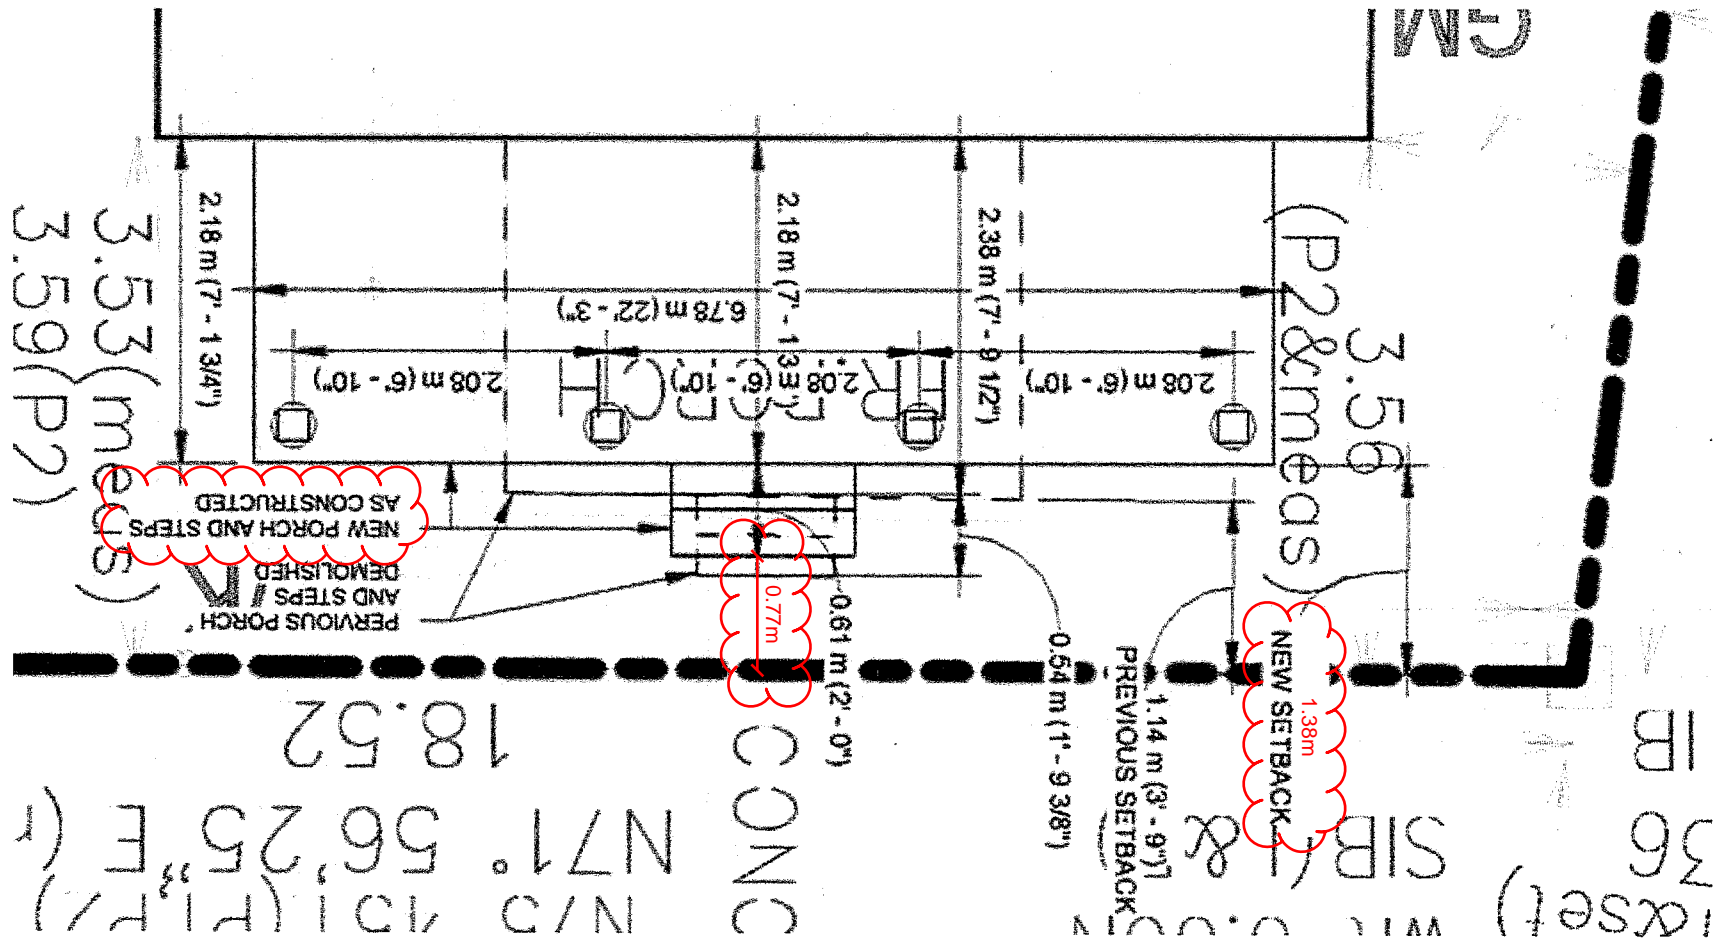 GM
3.53(meas)
3.59(P2)
3.56
(P2&meas)
2.18 m (7' - 1 3/4")
2.18 m (7' - 1 3
2.38 m (7' - 9 1/2")
6.78 m (22' - 3")
2.08 m (6' - 10")
2.08 m (6' - 10")
2.08 m (6' - 10")
NEW PORCH AND STEPS
AS CONSTRUCTED
PERVIOUS PORCH
AND STEPS
DEMOLISHED
0.77m
0.61 m (2' - 0")
0.54 m (1' - 9 3/8")
1.14 m (3' - 9")
PREVIOUS SETBACK
1.38m
NEW SETBACK
18.52
N71° 56'25"E (r
CONC
SIB
IB